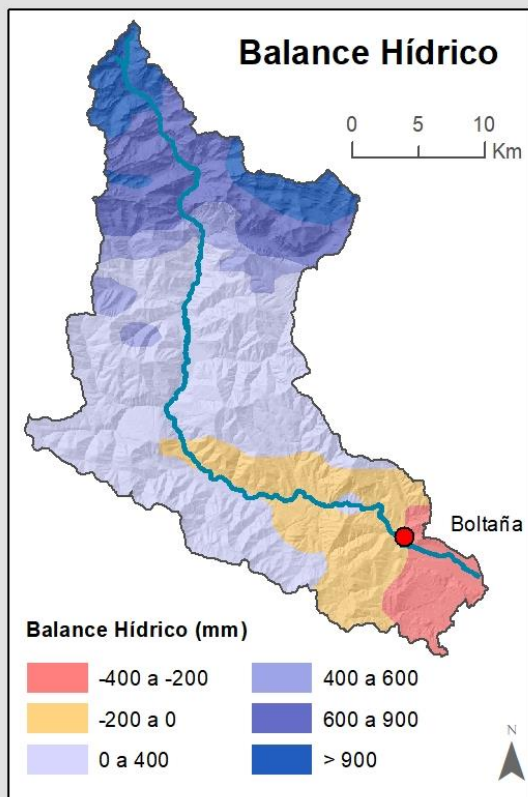 Balance Hídrico
0 5 10
Km
Boltaña
Balance Hídrico (mm)
-400 a -200
-200 a 0
0 a 400
400 a 600
600 a 900
> 900
N